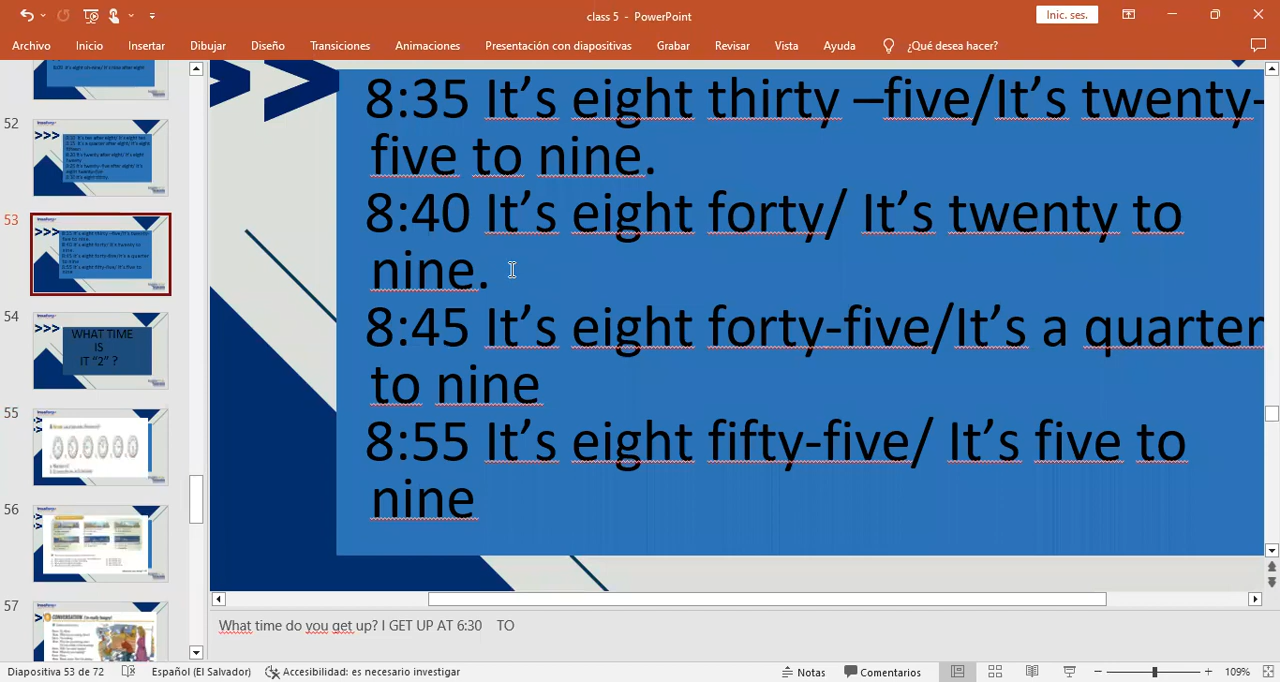 class 5 - PowerPoint
Inic. ses.
Archivo Inicio Insertar Dibujar Diseño Transiciones Animaciones Presentación con diapositivas Grabar Revisar Vista Ayuda ¿Qué desea hacer?
8:35 It’s eight thirty –five/It’s twenty-
five to nine.
8:40 It’s eight forty/ It’s twenty to
nine.
8:45 It’s eight forty-five/It’s a quarter
to nine
8:55 It’s eight fifty-five/ It’s five to
nine
52
53
54
WHAT TIME
IS
IT “2” ?
55
56
57
CONVERSATION
What time do you get up? I GET UP AT 6:30 TO
Diapositiva 53 de 72 Español (El Salvador) Accesibilidad: es necesario investigar Notas Comentarios 109%